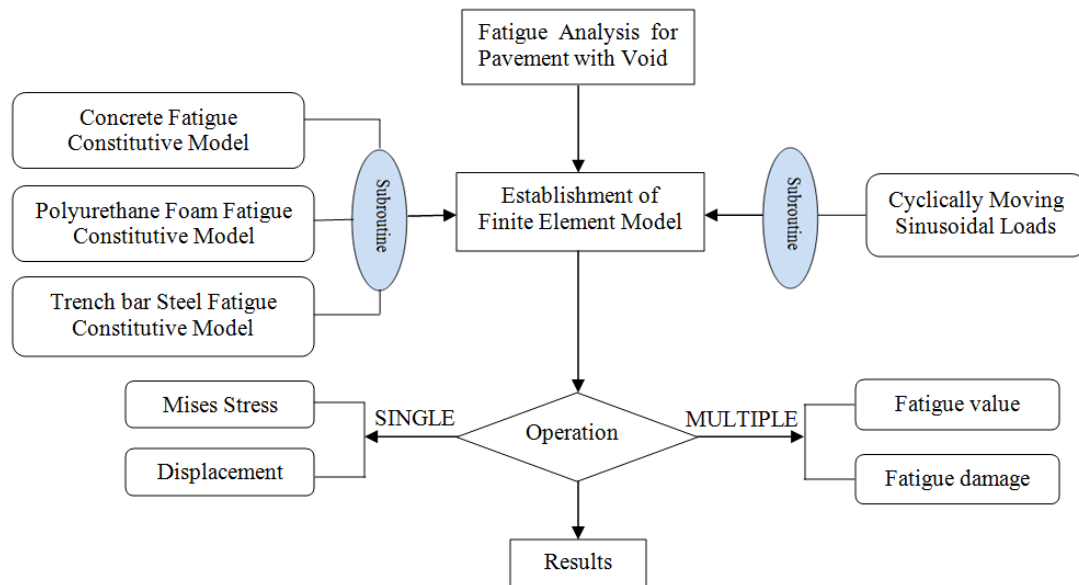 Fatigue Analysis for
Pavement with Void
Concrete Fatigue
Constitutive Model
Polyurethane Foam Fatigue
Constitutive Model
Trench bar Steel Fatigue
Constitutive Model
Subroutine
Establishment of
Finite Element Model
Subroutine
Cyclically Moving
Sinusoidal Loads
Mises Stress
Displacement
SINGLE
Operation
MULTIPLE
Fatigue value
Fatigue damage
Results